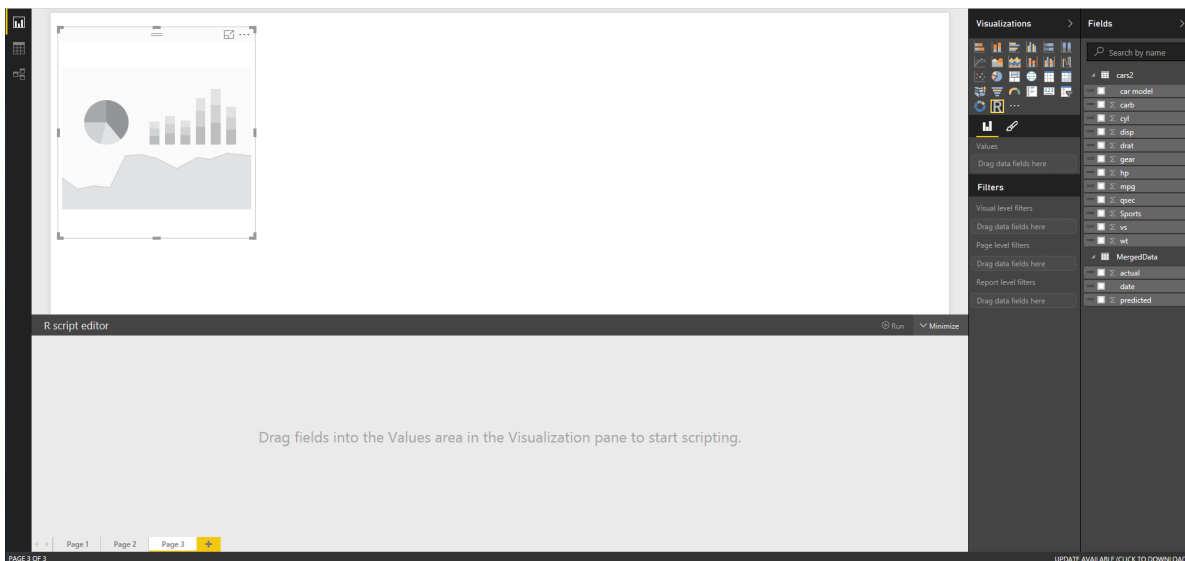 Visualizations
Fields
Search by name
cars2
car model
carb
cyl
disp
drat
gear
hp
mpg
qsec
Sports
vs
wt
MergedData
actual
date
predicted
R
Values
Drag data fields here
Filters
Visual level filters
Drag data fields here
Page level filters
Drag data fields here
Report level filters
Drag data fields here
R script editor
Run
Minimize
Drag fields into the Values area in the Visualization pane to start scripting.
Page 1
Page 2
Page 3
PAGE 3 OF 3
UPDATE AVAILABLE (CLICK TO DOWNLOAD